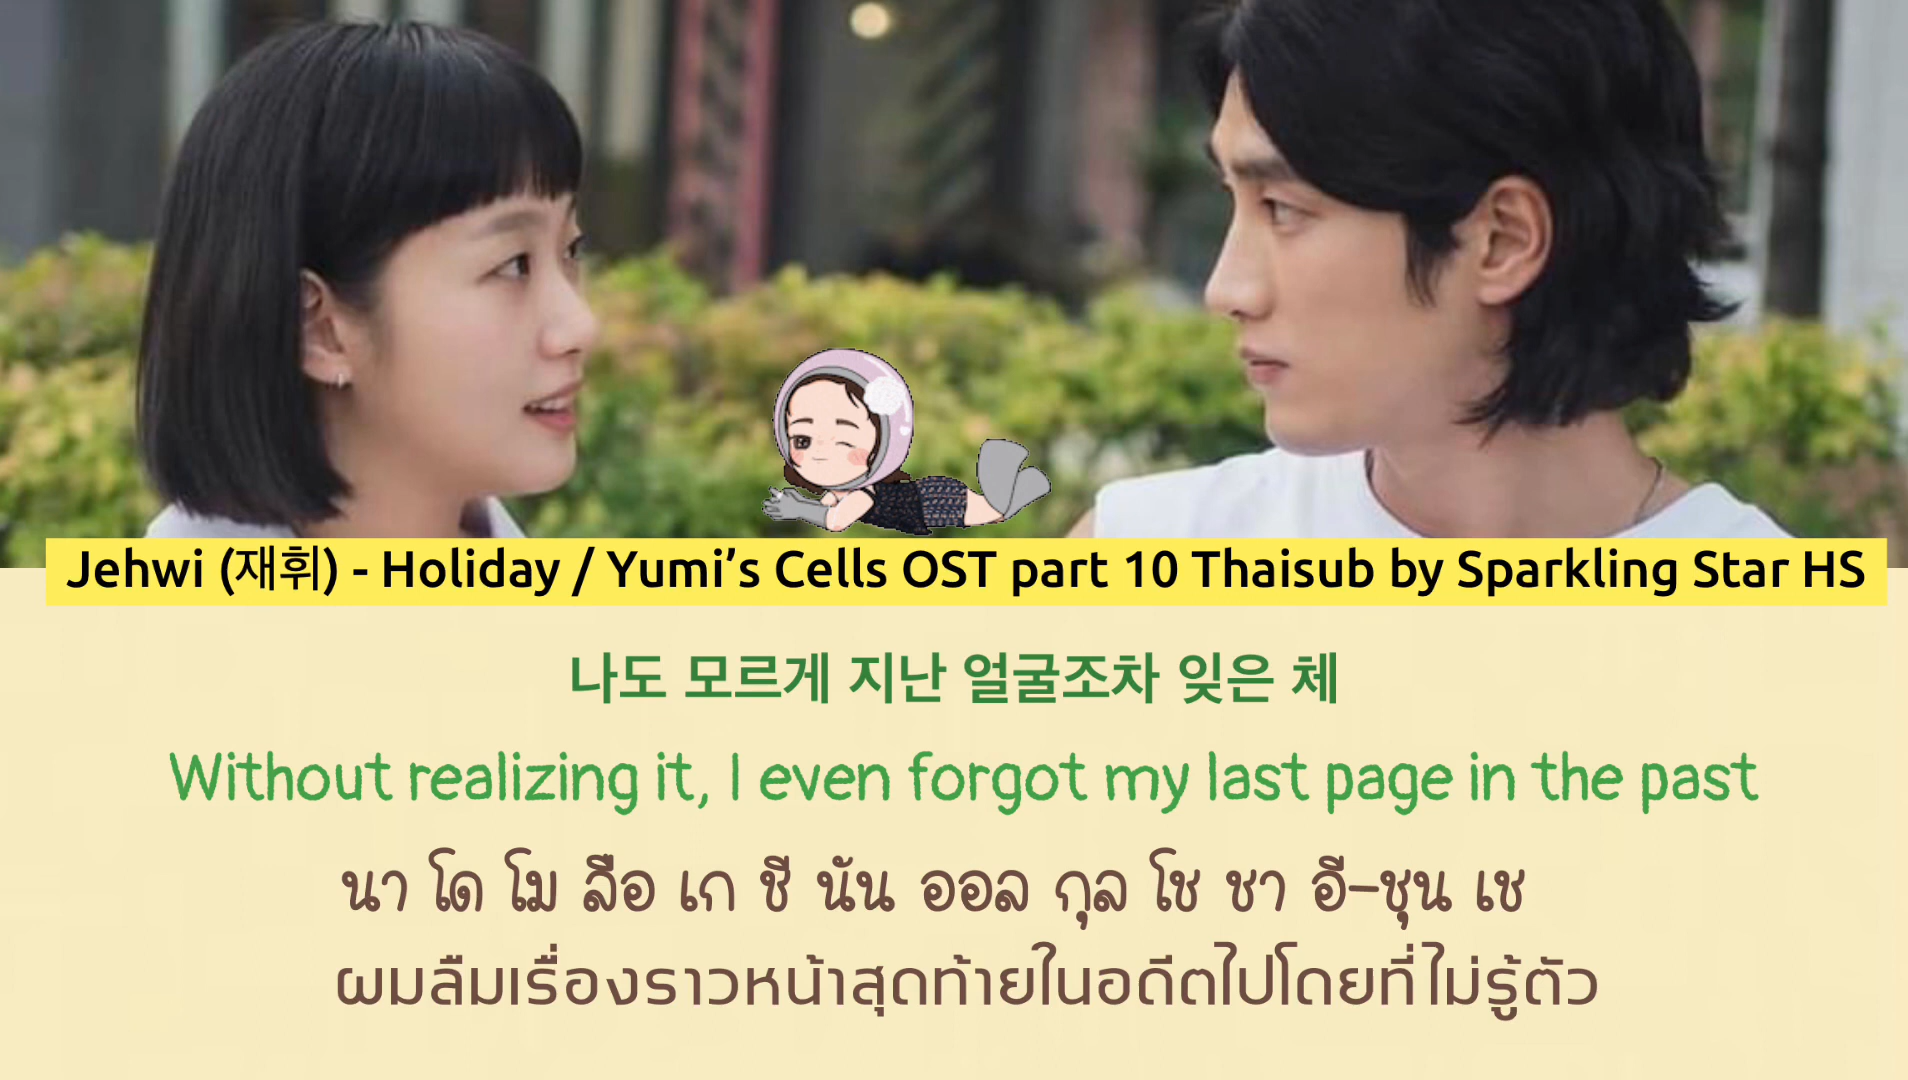 Jehwi (재휘) - Holiday / Yumi’s Cells OST part 10 Thaisub by Sparkling Star HS
나도 모르게 지난 얼굴조차 잊은 체
Without realizing it, I even forgot my last page in the past
นา โด โม ลือ เก ชี นัน ออล กุล โช ชา อี-ชุน เช
ผมลืมเรื่องราวหน้าสุดท้ายในอดีตไปโดยที่ไม่รู้ตัว